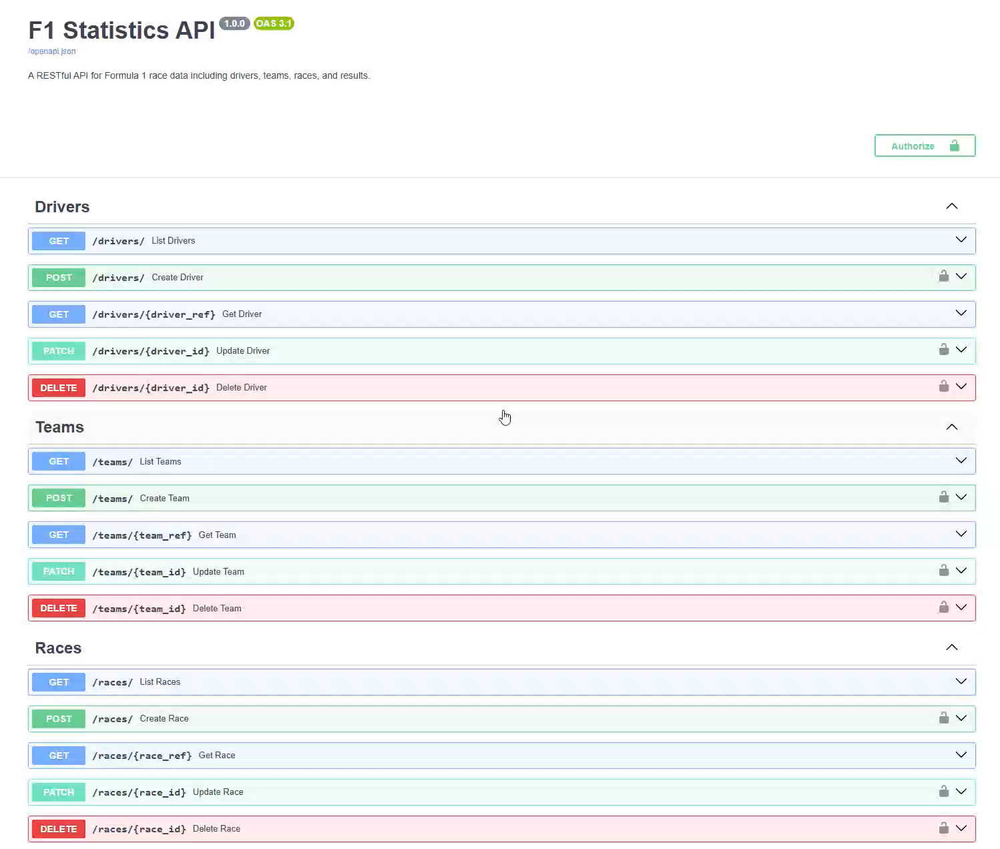 F1 Statistics API 1.0.0 OAS 3.1
/openapi.json
A RESTful API for Formula 1 race data including drivers, teams, races, and results.
Authorize
Drivers
GET /drivers/ List Drivers
POST /drivers/ Create Driver
GET /drivers/{driver_ref} Get Driver
PATCH /drivers/{driver_id} Update Driver
DELETE /drivers/{driver_id} Delete Driver
Teams
GET /teams/ List Teams
POST /teams/ Create Team
GET /teams/{team_ref} Get Team
PATCH /teams/{team_id} Update Team
DELETE /teams/{team_id} Delete Team
Races
GET /races/ List Races
POST /races/ Create Race
GET /races/{race_ref} Get Race
PATCH /races/{race_id} Update Race
DELETE /races/{race_id} Delete Race